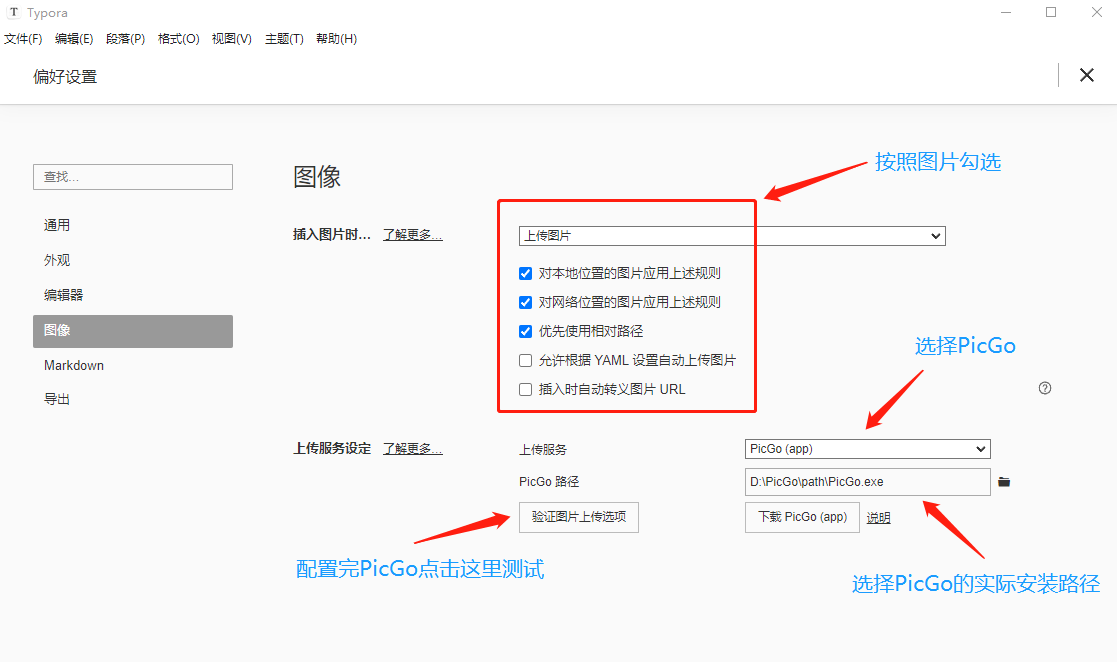 Typora
文件(F) 编辑(E) 段落(P) 格式(O) 视图(V) 主题(T) 帮助(H)
偏好设置
查找...
通用
外观
编辑器
图像
Markdown
导出
图像
按照图片勾选
插入图片时... 了解更多...
上传图片
对本地位置的图片应用上述规则
对网络位置的图片应用上述规则
优先使用相对路径
允许根据 YAML 设置自动上传图片
插入时自动转义图片 URL
选择PicGo
上传服务设定 了解更多...
上传服务 PicGo (app)
PicGo 路径 D:\PicGo\path\PicGo.exe
验证图片上传选项 下载 PicGo (app) 说明
配置完PicGo点击这里测试
选择PicGo的实际安装路径